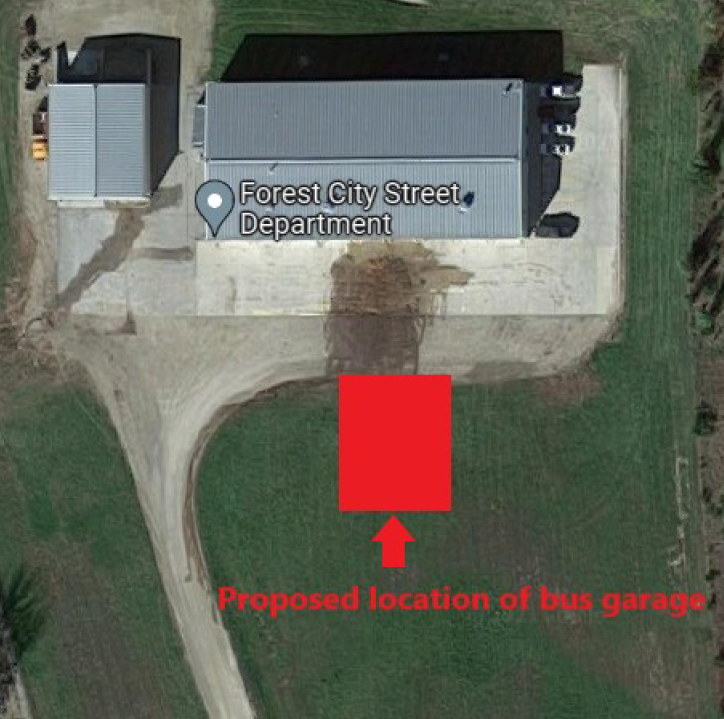 Forest City Street
Department
Proposed location of bus garage